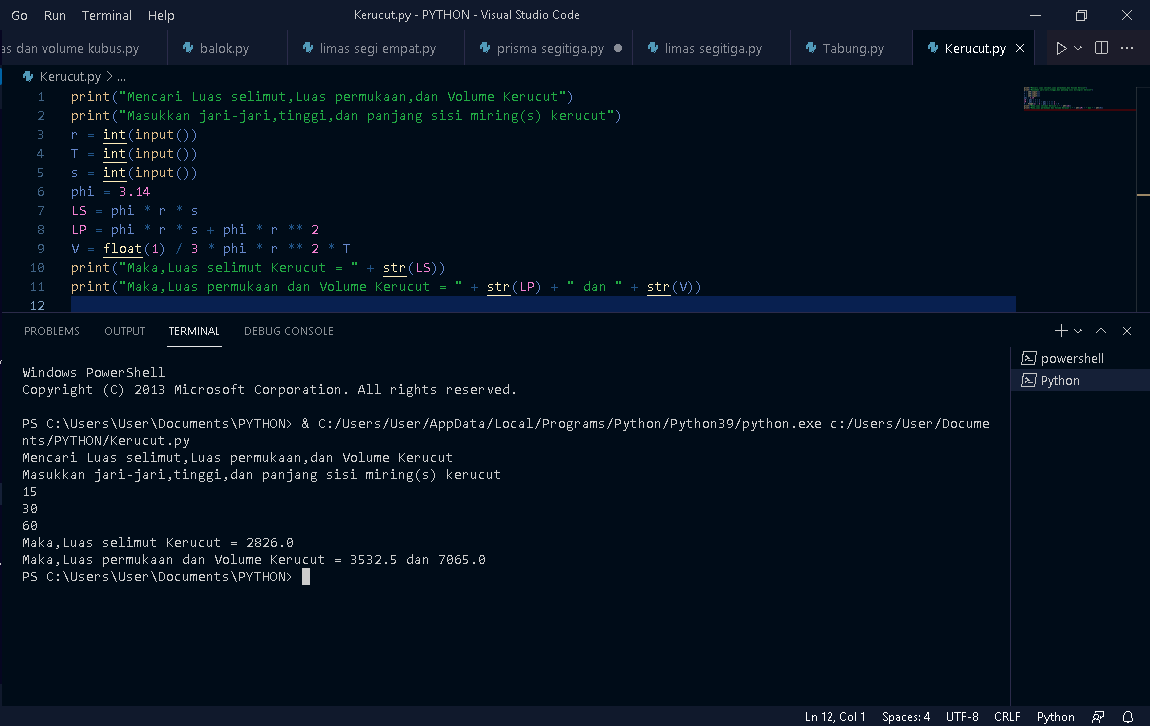 Go Run Terminal Help Kerucut.py - PYTHON - Visual Studio Code
as dan volume kubus.py balok.py limas segi empat.py prisma segitiga.py limas segitiga.py Tabung.py Kerucut.py
Kerucut.py > ...
1 print("Mencari Luas selimut,Luas permukaan,dan Volume Kerucut")
2 print("Masukkan jari-jari,tinggi,dan panjang sisi miring(s) kerucut")
3 r = int(input())
4 T = int(input())
5 s = int(input())
6 phi = 3.14
7 LS = phi * r * s
8 LP = phi * r * s + phi * r ** 2
9 V = float(1) / 3 * phi * r ** 2 * T
10 print("Maka,Luas selimut Kerucut = " + str(LS))
11 print("Maka,Luas permukaan dan Volume Kerucut = " + str(LP) + " dan " + str(V))
12
PROBLEMS OUTPUT TERMINAL DEBUG CONSOLE
powershell
Python
Windows PowerShell
Copyright (C) 2013 Microsoft Corporation. All rights reserved.
PS C:\Users\User\Documents\PYTHON> & C:/Users/User/AppData/Local/Programs/Python/Python39/python.exe c:/Users/User/Docume
nts/PYTHON/Kerucut.py
Mencari Luas selimut,Luas permukaan,dan Volume Kerucut
Masukkan jari-jari,tinggi,dan panjang sisi miring(s) kerucut
15
30
60
Maka,Luas selimut Kerucut = 2826.0
Maka,Luas permukaan dan Volume Kerucut = 3532.5 dan 7065.0
PS C:\Users\User\Documents\PYTHON>
Ln 12, Col 1 Spaces: 4 UTF-8 CRLF Python